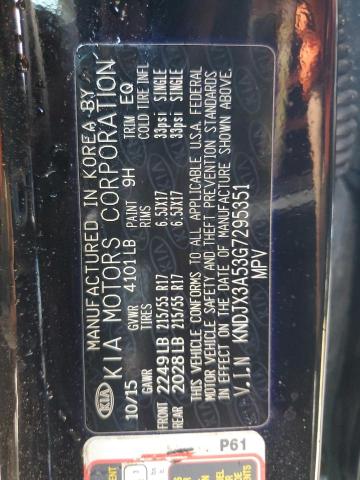 KIA
MANUFACTURED IN KOREA BY
KIA MOTORS CORPORATION
10/15 GVWR 4101LB PAINT 9H TRIM EQ
GAWR TIRES RIMS COLD TIRE INFL
FRONT 2249LB 215/55 R17 6.5JX17 33psi SINGLE
REAR 2028LB 215/55 R17 6.5JX17 33psi SINGLE
THIS VEHICLE CONFORMS TO ALL APPLICABLE U.S.A. FEDERAL
MOTOR VEHICLE SAFETY AND THEFT PREVENTION STANDARDS
IN EFFECT ON THE DATE OF MANUFACTURE SHOWN ABOVE.
V.I.N KNDJX3A53G7295351
MPV
P61